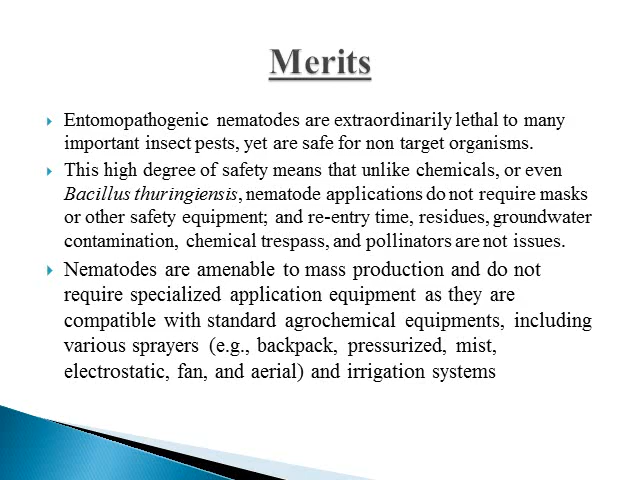 Merits
Entomopathogenic nematodes are extraordinarily lethal to many
important insect pests, yet are safe for non target organisms.
This high degree of safety means that unlike chemicals, or even
Bacillus thuringiensis, nematode applications do not require masks
or other safety equipment; and re-entry time, residues, groundwater
contamination, chemical trespass, and pollinators are not issues.
Nematodes are amenable to mass production and do not
require specialized application equipment as they are
compatible with standard agrochemical equipments, including
various sprayers (e.g., backpack, pressurized, mist,
electrostatic, fan, and aerial) and irrigation systems